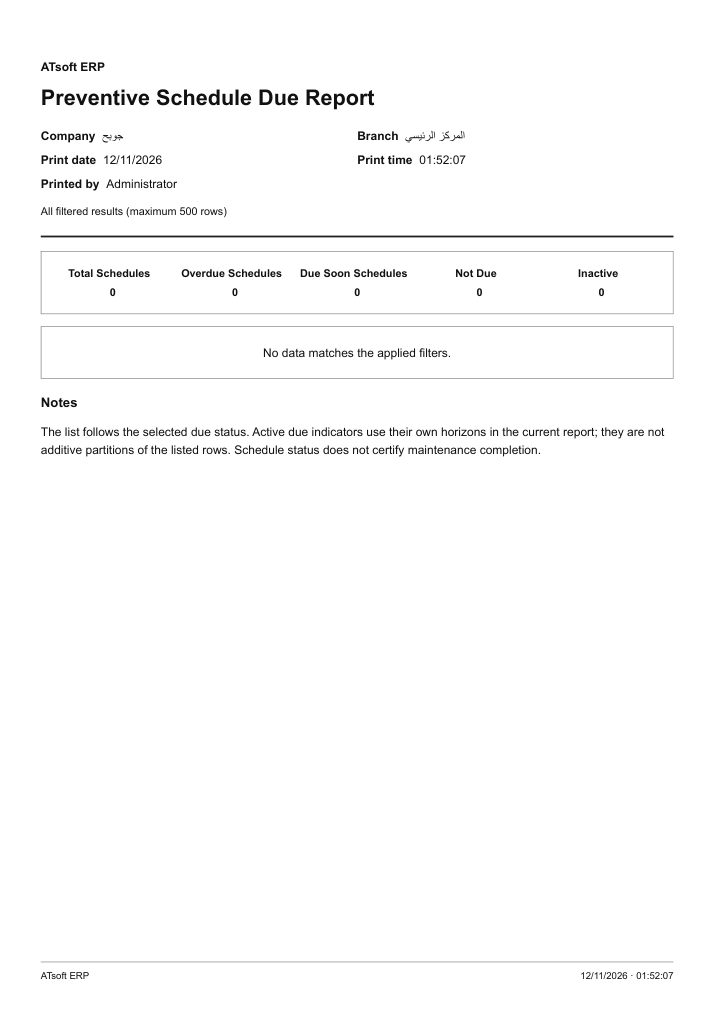 ATsoft ERP
Preventive Schedule Due Report
Company جويح Branch المركز الرئيسي
Print date 12/11/2026 Print time 01:52:07
Printed by Administrator
All filtered results (maximum 500 rows)
Total Schedules Overdue Schedules Due Soon Schedules Not Due Inactive
0 0 0 0 0
No data matches the applied filters.
Notes
The list follows the selected due status. Active due indicators use their own horizons in the current report; they are not
additive partitions of the listed rows. Schedule status does not certify maintenance completion.
ATsoft ERP 12/11/2026 · 01:52:07